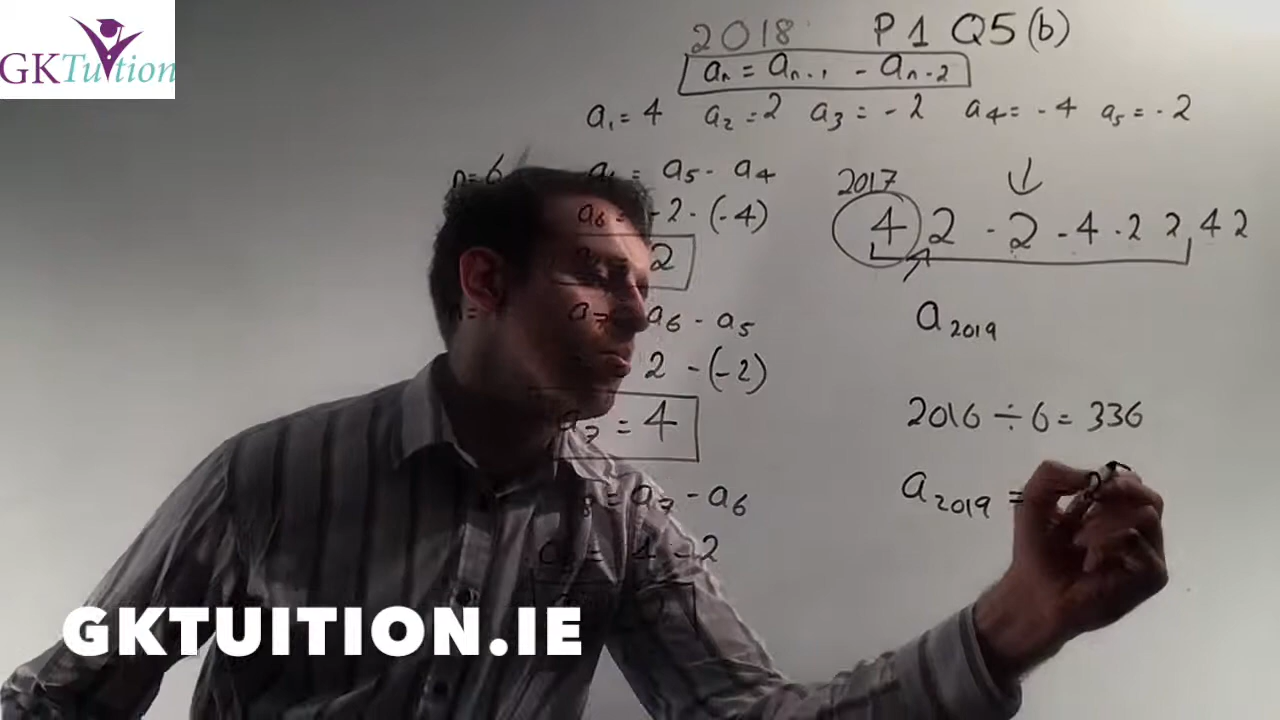 GKTuition
2018 P1 Q5(b)
aₙ = aₙ₋₁ - aₙ₋₂
a₁ = 4 a₂ = 2 a₃ = -2 a₄ = -4 a₅ = -2
n=6 a₆ = a₅ - a₄
a₆ = -2 - (-4)
2
a₇ = a₆ - a₅
2 - (-2)
a₇ = 4
= a₇ - a₆
= 4 - 2
2017
4 2 -2 -4 -2 2 4 2
a₂₀₁₉
2016 ÷ 6 = 336
a₂₀₁₉ =
GKTUITION.IE